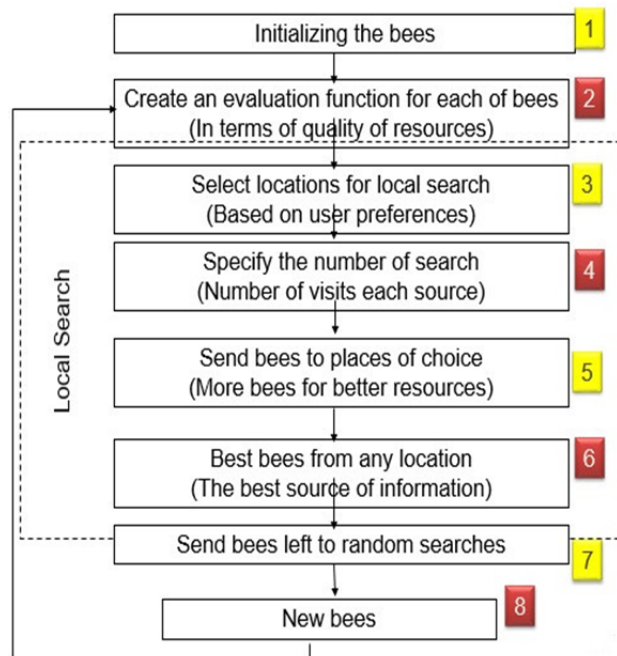 Initializing the bees
1
Create an evaluation function for each of bees
(In terms of quality of resources)
2
Select locations for local search
(Based on user preferences)
3
Specify the number of search
(Number of visits each source)
4
Send bees to places of choice
(More bees for better resources)
5
Best bees from any location
(The best source of information)
6
Send bees left to random searches
7
New bees
8
Local Search